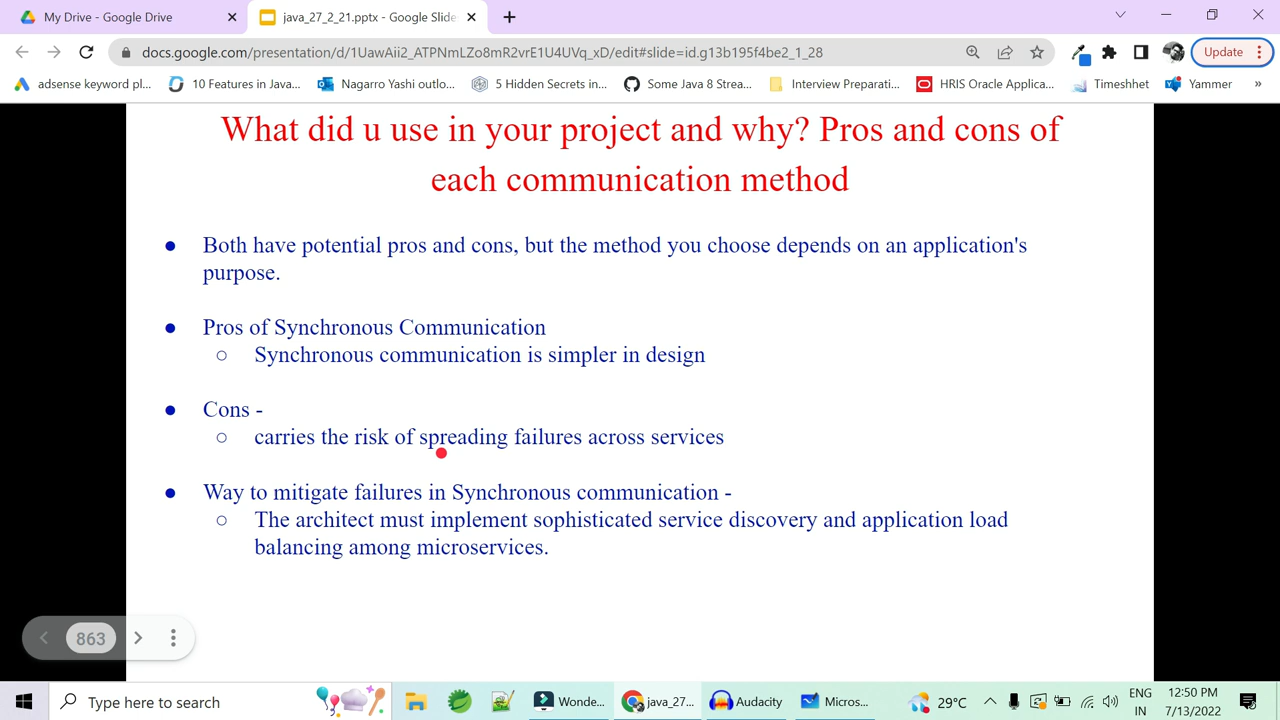 My Drive - Google Drive
java_27_2_21.pptx - Google Slide
docs.google.com/presentation/d/1UawAii2_ATPNmLZo8mR2vrE1U4UVq_xD/edit#slide=id.g13b195f4be2_1_28
Update
adsense keyword pl...
10 Features in Java...
Nagarro Yashi outlo...
5 Hidden Secrets in...
Some Java 8 Strea...
Interview Preparati...
HRIS Oracle Applica...
Timeshhet
Yammer
»
What did u use in your project and why? Pros and cons of
each communication method
● Both have potential pros and cons, but the method you choose depends on an application's
purpose.
● Pros of Synchronous Communication
○ Synchronous communication is simpler in design
● Cons -
○ carries the risk of spreading failures across services
● Way to mitigate failures in Synchronous communication -
○ The architect must implement sophisticated service discovery and application load
balancing among microservices.
863
Type here to search
Wonde...
java_27...
Audacity
Micros...
29°C
ENG
IN
12:50 PM
7/13/2022